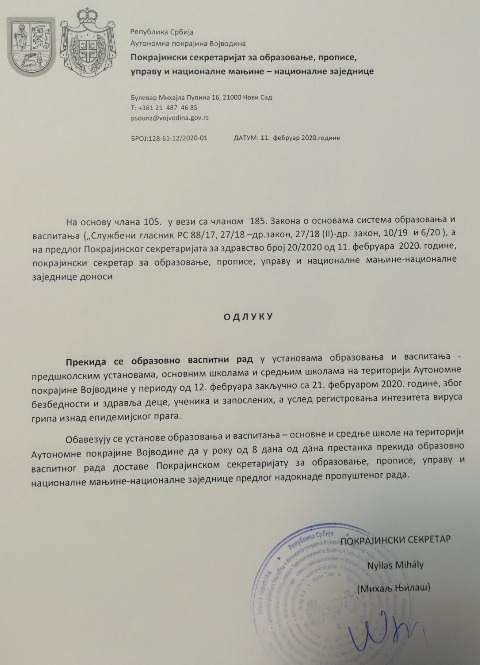 Република Србија
Аутономна покрајина Војводина
Покрајински секретаријат за образовање, прописе,
управу и националне мањине – националне заједнице
Булевар Михајла Пупина 16, 21000 Нови Сад
Т: +381 21 487 46 85
psounz@vojvodina.gov.rs
БРОЈ:128-61-12/2020-01 ДАТУМ: 11. фебруар 2020.године
На основу члана 105. у вези са чланом 185. Закона о основама система образовања и
васпитања („Службени гласник РС 88/17, 27/18 –др.закон, 27/18 (II)-др. закон, 10/19 и 6/20 ), а
на предлог Покрајинског секретаријата за здравство број 20/2020 од 11. фебруара 2020. године,
покрајински секретар за образовање, прописе, управу и националне мањине-националне
заједнице доноси
ОДЛУКУ
Прекида се образовно васпитни рад у установама образовања и васпитања -
предшколским установама, основним школама и средњим школама на територији Аутономне
покрајине Војводине у периоду од 12. фебруара закључно са 21. фебруаром 2020. године, због
безбедности и здравља деце, ученика и запослених, а услед регистровања интезитета вируса
грипа изнад епидемијског прага.
Обавезују се установе образовања и васпитања – основне и средње школе на територији
Аутономне покрајине Војводине да у року од 8 дана од дана престанка прекида образовно
васпитног рада доставе Покрајинском секретаријату за образовање, прописе, управу и
националне мањине-националне заједнице предлог надокнаде пропуштеног рада.
ПОКРАЈИНСКИ СЕКРЕТАР
Nyilas Mihály
(Михаљ Њилаш)
Република Србија